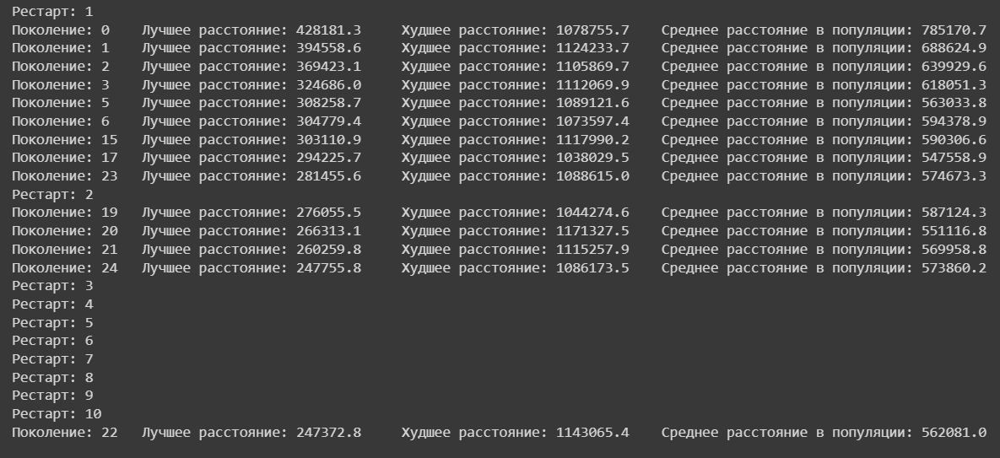 Рестарт: 1
Поколение: 0 Лучшее расстояние: 428181.3 Худшее расстояние: 1078755.7 Среднее расстояние в популяции: 785170.7
Поколение: 1 Лучшее расстояние: 394558.6 Худшее расстояние: 1124233.7 Среднее расстояние в популяции: 688624.9
Поколение: 2 Лучшее расстояние: 369423.1 Худшее расстояние: 1105869.7 Среднее расстояние в популяции: 639929.6
Поколение: 3 Лучшее расстояние: 324686.0 Худшее расстояние: 1112069.9 Среднее расстояние в популяции: 618051.3
Поколение: 5 Лучшее расстояние: 308258.7 Худшее расстояние: 1089121.6 Среднее расстояние в популяции: 563033.8
Поколение: 6 Лучшее расстояние: 304779.4 Худшее расстояние: 1073597.4 Среднее расстояние в популяции: 594378.9
Поколение: 15 Лучшее расстояние: 303110.9 Худшее расстояние: 1117990.2 Среднее расстояние в популяции: 590306.6
Поколение: 17 Лучшее расстояние: 294225.7 Худшее расстояние: 1038029.5 Среднее расстояние в популяции: 547558.9
Поколение: 23 Лучшее расстояние: 281455.6 Худшее расстояние: 1088615.0 Среднее расстояние в популяции: 574673.3
Рестарт: 2
Поколение: 19 Лучшее расстояние: 276055.5 Худшее расстояние: 1044274.6 Среднее расстояние в популяции: 587124.3
Поколение: 20 Лучшее расстояние: 266313.1 Худшее расстояние: 1171327.5 Среднее расстояние в популяции: 551116.8
Поколение: 21 Лучшее расстояние: 260259.8 Худшее расстояние: 1115257.9 Среднее расстояние в популяции: 569958.8
Поколение: 24 Лучшее расстояние: 247755.8 Худшее расстояние: 1086173.5 Среднее расстояние в популяции: 573860.2
Рестарт: 3
Рестарт: 4
Рестарт: 5
Рестарт: 6
Рестарт: 7
Рестарт: 8
Рестарт: 9
Рестарт: 10
Поколение: 22 Лучшее расстояние: 247372.8 Худшее расстояние: 1143065.4 Среднее расстояние в популяции: 562081.0